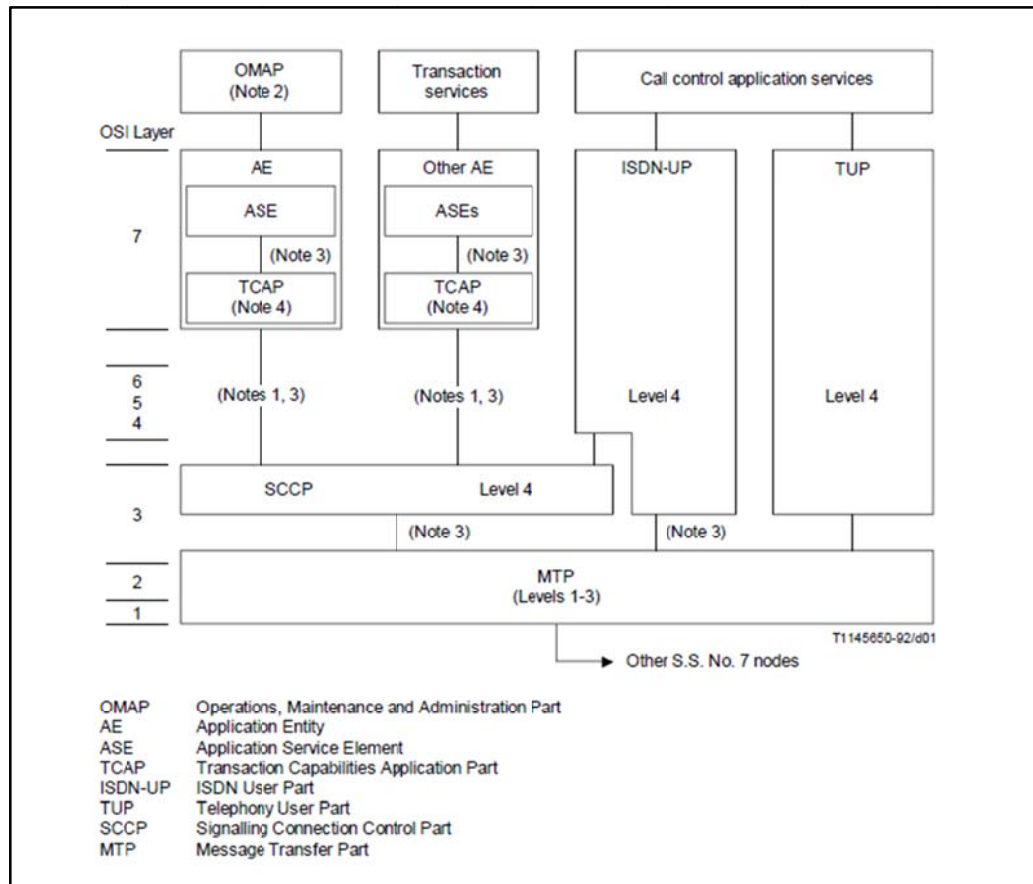 OMAP
(Note 2)
Transaction
services
Call control application services
OSI Layer
AE
Other AE
ISDN-UP
TUP
ASE
ASEs
7
(Note 3)
(Note 3)
TCAP
(Note 4)
TCAP
(Note 4)
6
5
4
(Notes 1, 3)
(Notes 1, 3)
Level 4
Level 4
3
SCCP
Level 4
(Note 3)
(Note 3)
2
MTP
(Levels 1-3)
1
T1145650-92/d01
Other S.S. No. 7 nodes
OMAP Operations, Maintenance and Administration Part
AE Application Entity
ASE Application Service Element
TCAP Transaction Capabilities Application Part
ISDN-UP ISDN User Part
TUP Telephony User Part
SCCP Signalling Connection Control Part
MTP Message Transfer Part